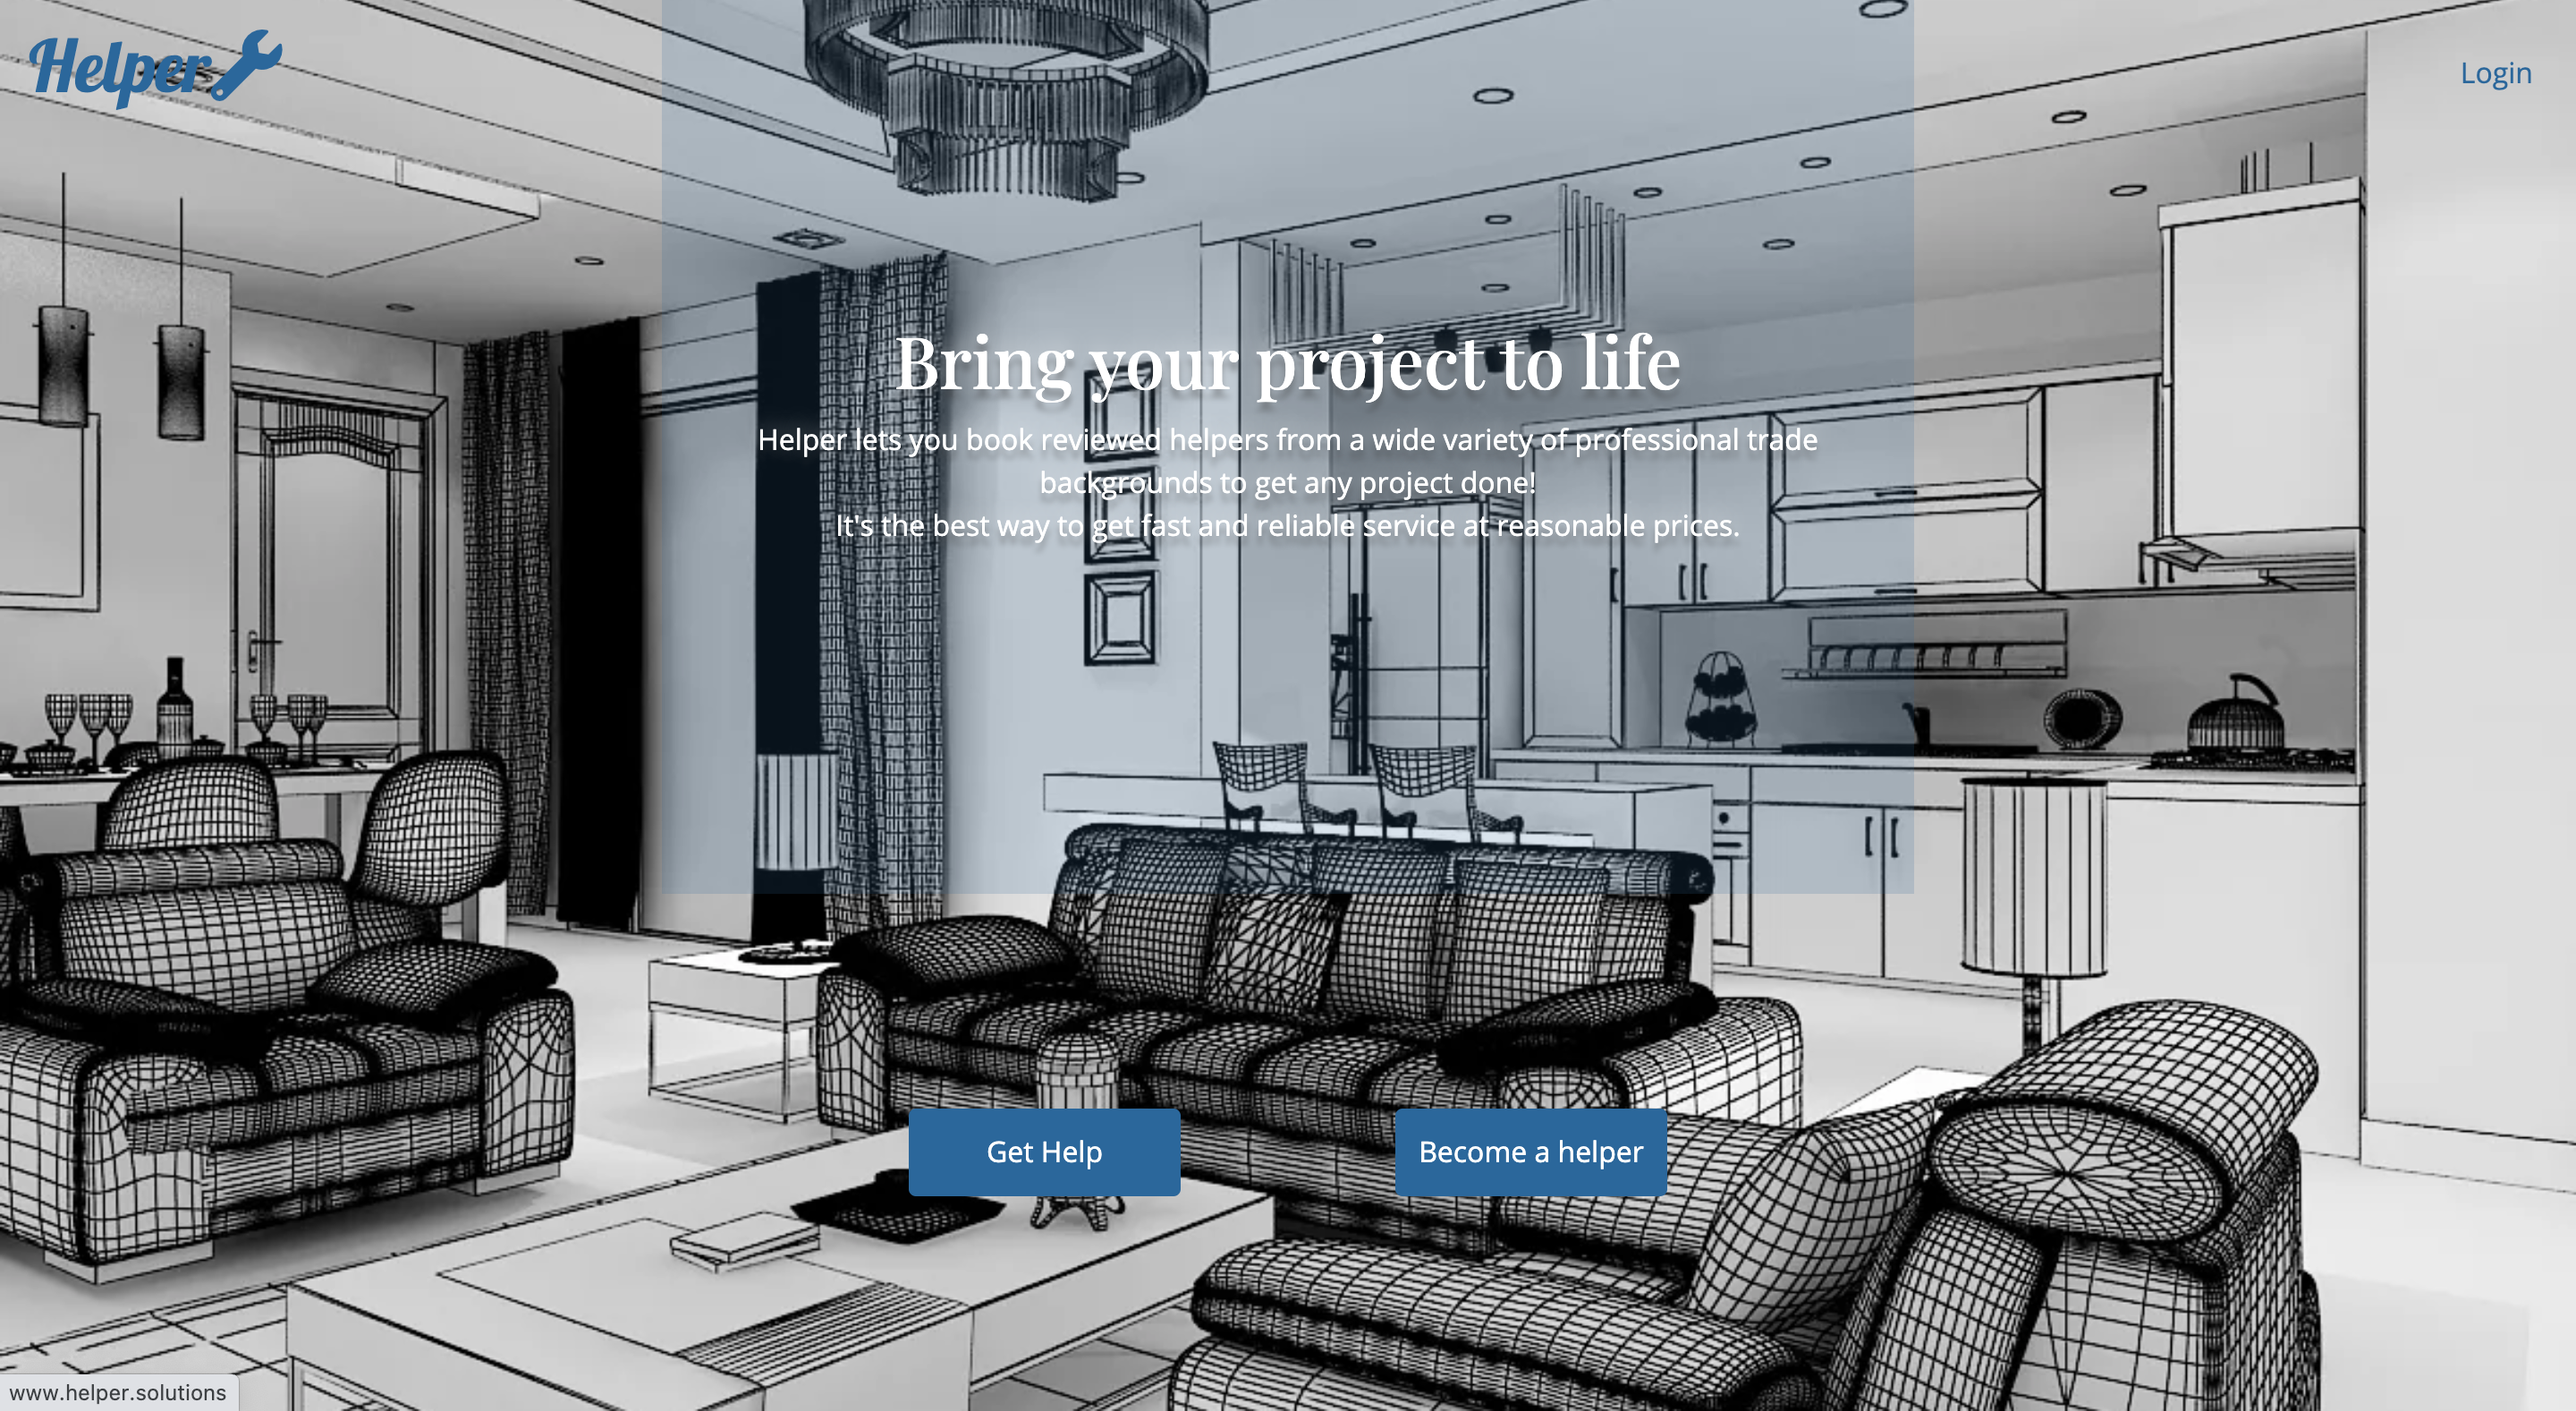 Helper
Login
Bring your project to life
Helper lets you book reviewed helpers from a wide variety of professional trade
backgrounds to get any project done!
It's the best way to get fast and reliable service at reasonable prices.
Get Help
Become a helper
www.helper.solutions